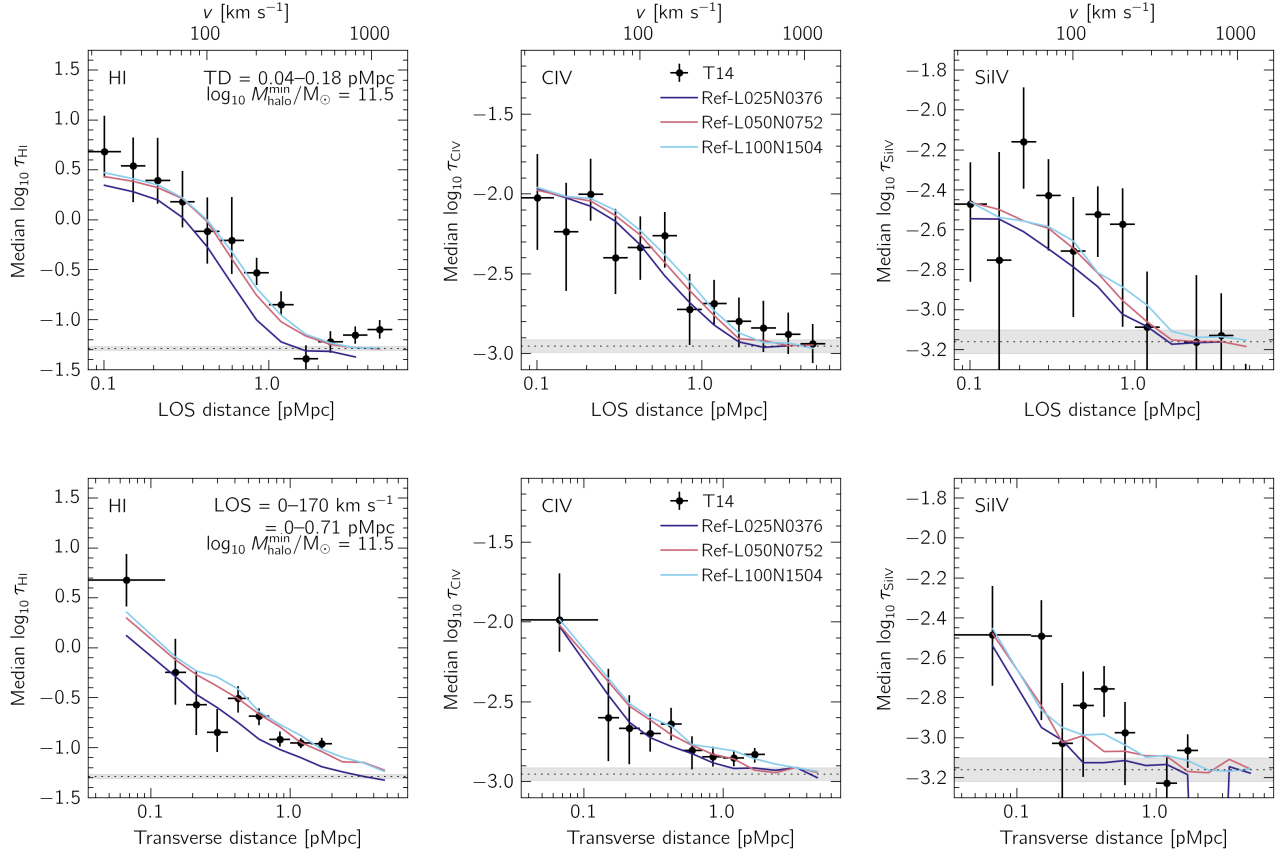 v [km s⁻¹]
100 1000
v [km s⁻¹]
100 1000
v [km s⁻¹]
100 1000
HI
TD = 0.04–0.18 pMpc
log₁₀ M_halo^min/M⊙ = 11.5
1.5
1.0
0.5
0.0
−0.5
−1.0
−1.5
Median log₁₀ τ_HI
0.1 1.0
LOS distance [pMpc]
CIV
T14
Ref-L025N0376
Ref-L050N0752
Ref-L100N1504
−1.5
−2.0
−2.5
−3.0
Median log₁₀ τ_CIV
0.1 1.0
LOS distance [pMpc]
SiIV
−1.8
−2.0
−2.2
−2.4
−2.6
−2.8
−3.0
−3.2
Median log₁₀ τ_SiIV
0.1 1.0
LOS distance [pMpc]
HI
LOS = 0–170 km s⁻¹
= 0–0.71 pMpc
log₁₀ M_halo^min/M⊙ = 11.5
1.5
1.0
0.5
0.0
−0.5
−1.0
−1.5
Median log₁₀ τ_HI
0.1 1.0
Transverse distance [pMpc]
CIV
T14
Ref-L025N0376
Ref-L050N0752
Ref-L100N1504
−1.5
−2.0
−2.5
−3.0
Median log₁₀ τ_CIV
0.1 1.0
Transverse distance [pMpc]
SiIV
−1.8
−2.0
−2.2
−2.4
−2.6
−2.8
−3.0
−3.2
Median log₁₀ τ_SiIV
0.1 1.0
Transverse distance [pMpc]